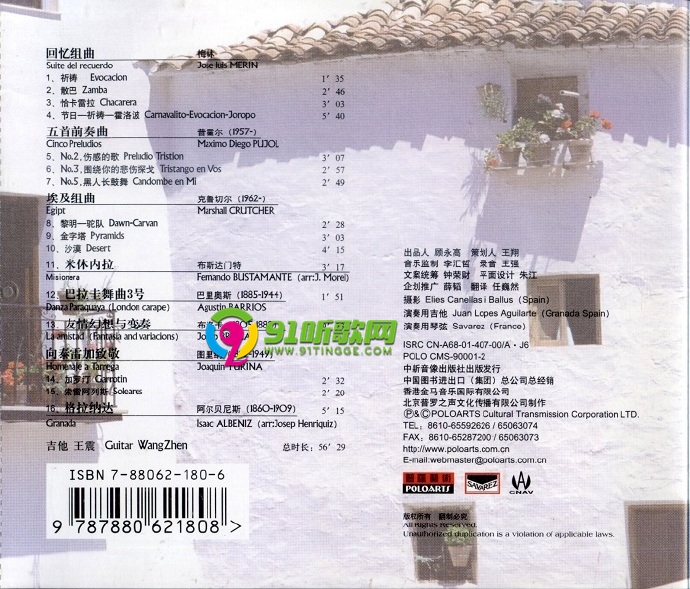 回忆组曲
Suite del recuerdo Jose luis MERIN
1、祈祷 Evocacion 1′ 35
2、散巴 Zamba 2′ 46
3、恰卡雷拉 Chacarera 3′ 03
4、节日—祈祷—霍洛波 Carnavalito-Evocacion-Joropo 5′ 40
五首前奏曲 普霍尔（1957-）
Cinco Preludios Maximo Diego PUJOL
5、No.2,伤感的歌 Preludio Tristion 3′ 07
6、No.3,围绕你的悲伤探戈 Tristango en Vos 2′ 57
7、No.5,黑人长鼓舞 Candombe en Mi 2′ 49
埃及组曲 克鲁切尔（1962-）
Egipt Marshall CRUTCHER
8、黎明—驼队 Dawn-Carvan 2′ 28
9、金字塔 Pyramids 3′ 03
10、沙漠 Desert 4′ 15
11、米休内拉 布斯达门特 3′ 17
Misionera Fernando BUSTAMANTE (arr:J. Morei)
12、巴拉圭舞曲3号 巴里奥斯（1885-1944） 1′ 51
Danza Paraquaya (London carape) Agustin BARRIOS
13、友情幻想与变奏
La amistad (Fantasia and variacions)
向泰雷加致敬
Homenaje a Tarrega Joaquin TURINA
14、加罗汀 Garrotin 2′ 32
15、索雷阿列斯 Soleares 2′ 20
16、格拉纳达 阿尔贝尼斯（1860-1909） 5′ 15
Granada Isaac ALBENIZ (arr:Josep Henriquiz)
吉他 王震 Guitar WangZhen 总时长：56′ 29
91听歌网
WWW.91TINGGE.COM
ISBN 7-88062-180-6
9 787880 621808 >
出品人 顾永高 策划人 王翔
音乐监制 李汇哲 录音 王强
文案统筹 钟荣财 平面设计 朱江
企划推广 薛韬 翻译 任巍然
摄影 Elies Canellas i Ballus (Spain)
演奏用吉他 Juan Lopes Aguilarte (Granada Spain)
演奏用琴弦 Savarez (France)
ISRC CN-A68-01-407-00/A·J6
POLO CMS-90001-2
中新音像出版社出版发行
中国图书进出口（集团）总公司总经销
香港金马音乐国际有限公司
北京普罗之声文化传播有限公司制作
Ⓟ&©POLOARTS Cultural Transmission Corporation LTD.
TEL: 8610-65592626 / 65063074
FAX: 8610-65287200 / 65063074
http://www.poloarts.com.cn
E-mail:webmaster@poloarts.com.cn
POLOARTS SAVAREZ CNAV
版权所有 翻制必究
All Rights Reserved.
Unauthorized duplication is a violation of applicable laws.